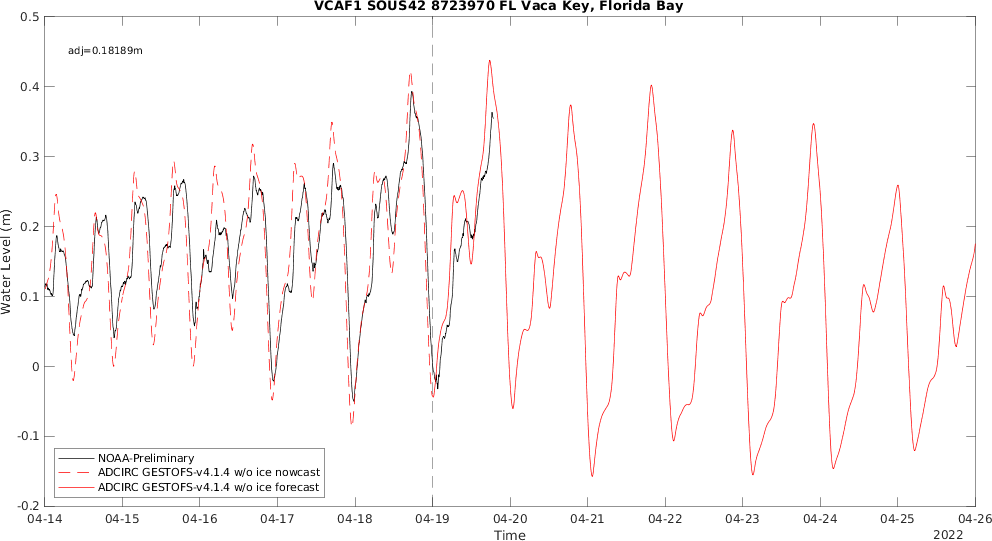 VCAF1 SOUS42 8723970 FL Vaca Key, Florida Bay
0.5
adj=0.18189m
0.4
0.3
0.2
0.1
0
-0.1
-0.2
Water Level (m)
NOAA-Preliminary
ADCIRC GESTOFS-v4.1.4 w/o ice nowcast
ADCIRC GESTOFS-v4.1.4 w/o ice forecast
04-14 04-15 04-16 04-17 04-18 04-19 04-20 04-21 04-22 04-23 04-24 04-25 04-26
Time
2022